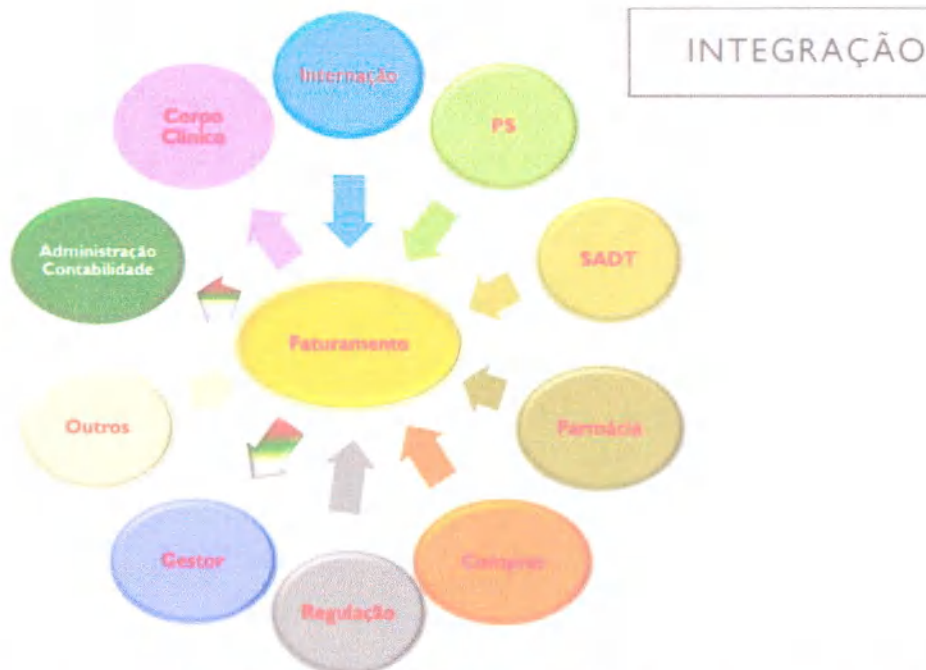 INTEGRAÇÃO
Internação
PS
SADT
Farmácia
Compras
Regulação
Gestor
Outros
Administração
Contabilidade
Corpo
Clínico
Faturamento